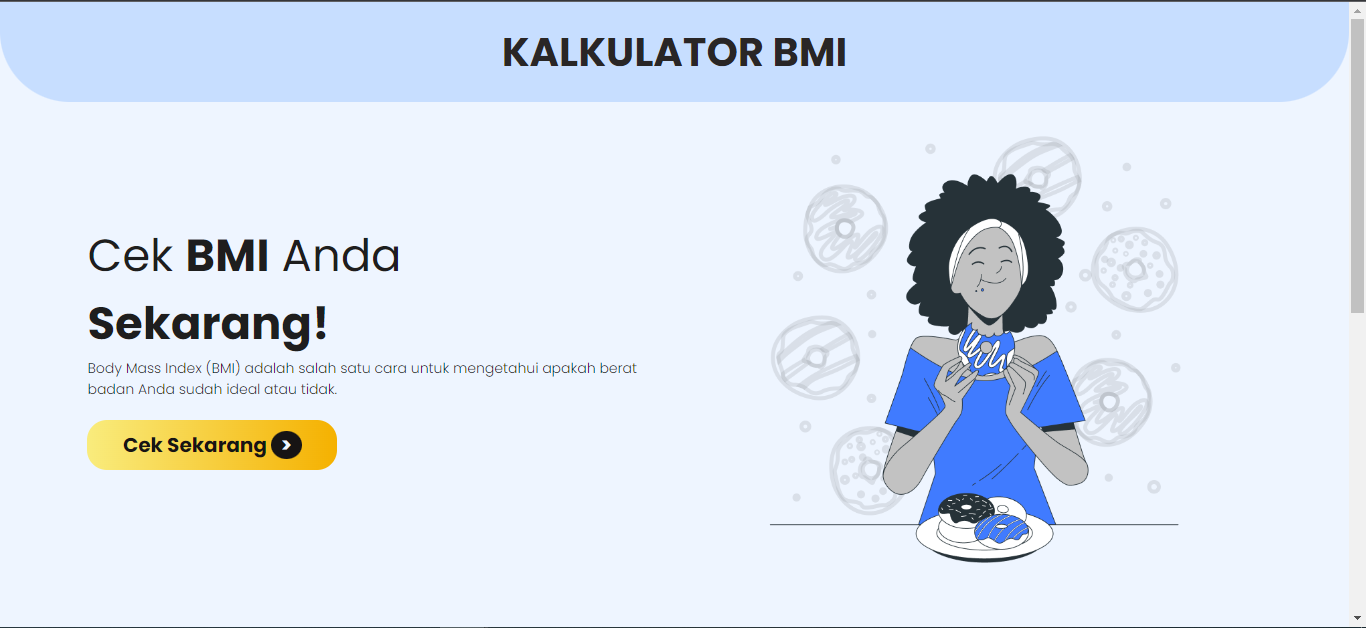 KALKULATOR BMI
Cek BMI Anda
Sekarang!
Body Mass Index (BMI) adalah salah satu cara untuk mengetahui apakah berat
badan Anda sudah ideal atau tidak.
Cek Sekarang